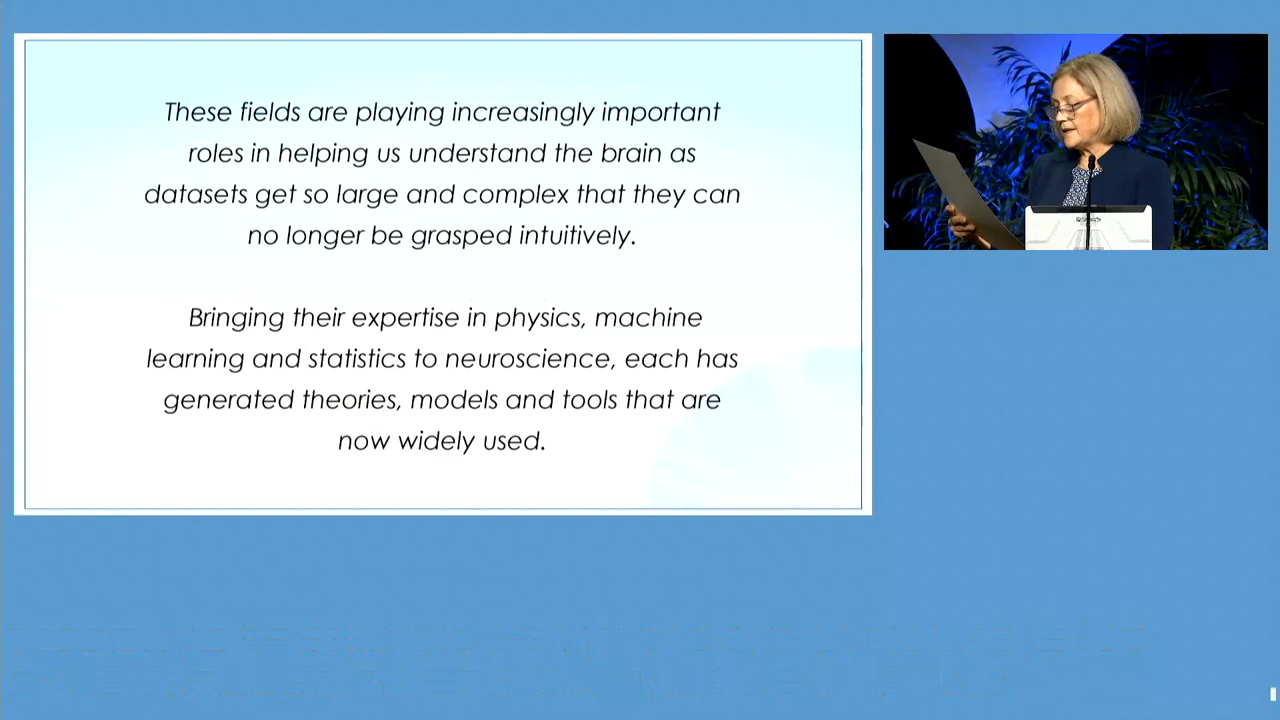 These fields are playing increasingly important
roles in helping us understand the brain as
datasets get so large and complex that they can
no longer be grasped intuitively.
Bringing their expertise in physics, machine
learning and statistics to neuroscience, each has
generated theories, models and tools that are
now widely used.